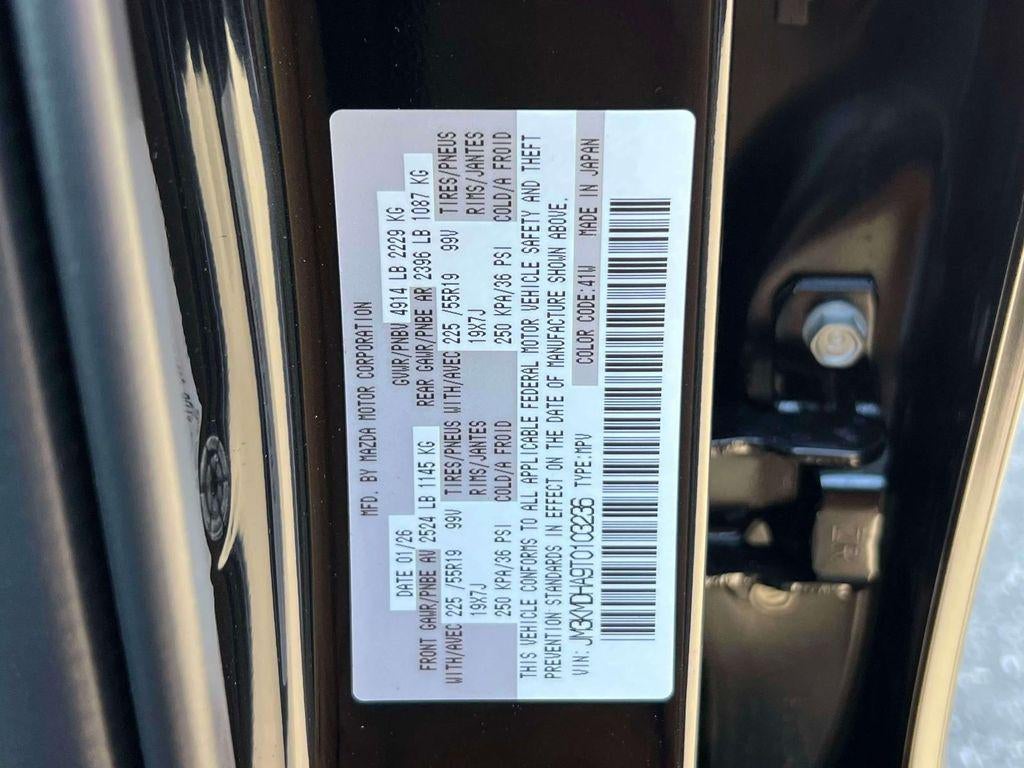 MFD. BY MAZDA MOTOR CORPORATION
DATE 01/26 GVWR/PNBV 4914 LB 2229 KG
FRONT GAWR/PNBE AV 2524 LB 1145 KG REAR GAWR/PNBE AR 2396 LB 1087 KG
WITH/AVEC 225 /55R19 99V TIRES/PNEUS WITH/AVEC 225 /55R19 99V TIRES/PNEUS
19X7J RIMS/JANTES 19X7J RIMS/JANTES
250 KPA/36 PSI COLD/A FROID 250 KPA/36 PSI COLD/A FROID
THIS VEHICLE CONFORMS TO ALL APPLICABLE FEDERAL MOTOR VEHICLE SAFETY AND THEFT
PREVENTION STANDARDS IN EFFECT ON THE DATE OF MANUFACTURE SHOWN ABOVE.
VIN: JM3KMDHA9T0103236 TYPE:MPV COLOR CODE:41W MADE IN JAPAN